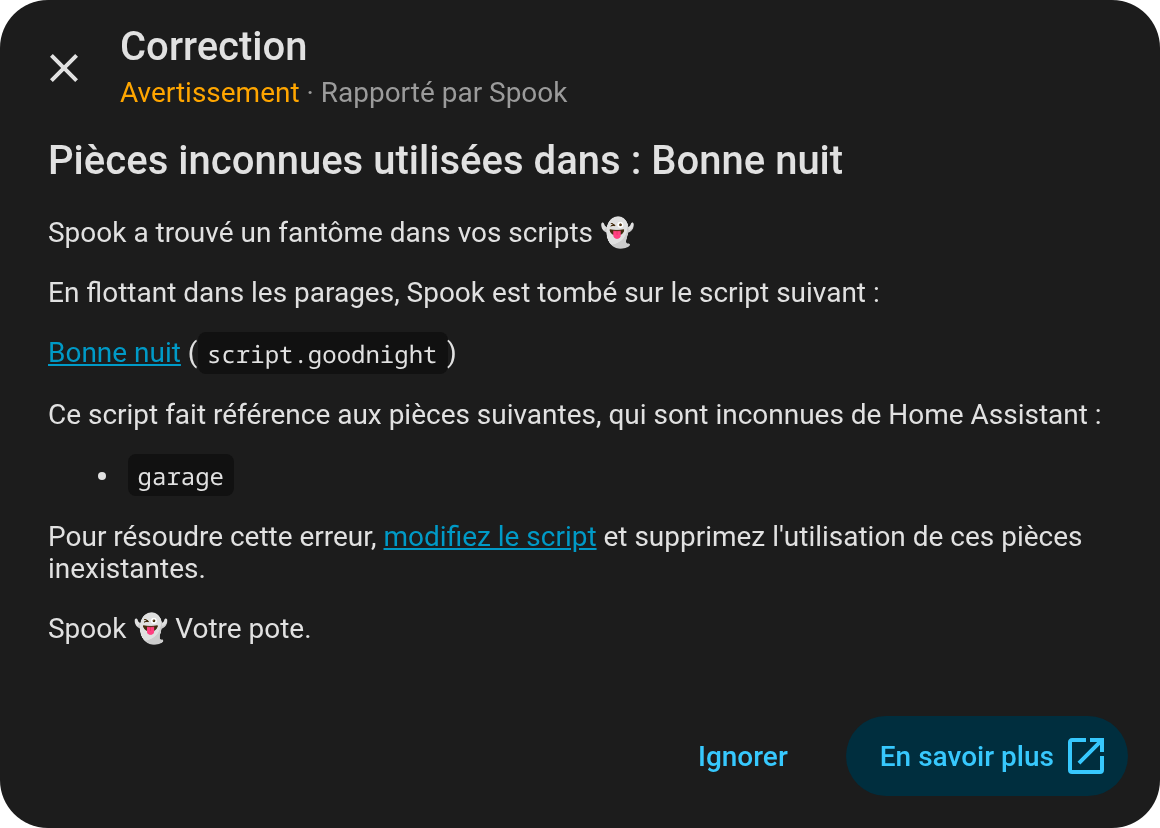 Correction
Avertissement · Rapporté par Spook
Pièces inconnues utilisées dans : Bonne nuit
Spook a trouvé un fantôme dans vos scripts 👻
En flottant dans les parages, Spook est tombé sur le script suivant :
Bonne nuit (script.goodnight)
Ce script fait référence aux pièces suivantes, qui sont inconnues de Home Assistant :
• garage
Pour résoudre cette erreur, modifiez le script et supprimez l'utilisation de ces pièces
inexistantes.
Spook 👻 Votre pote.
Ignorer
En savoir plus